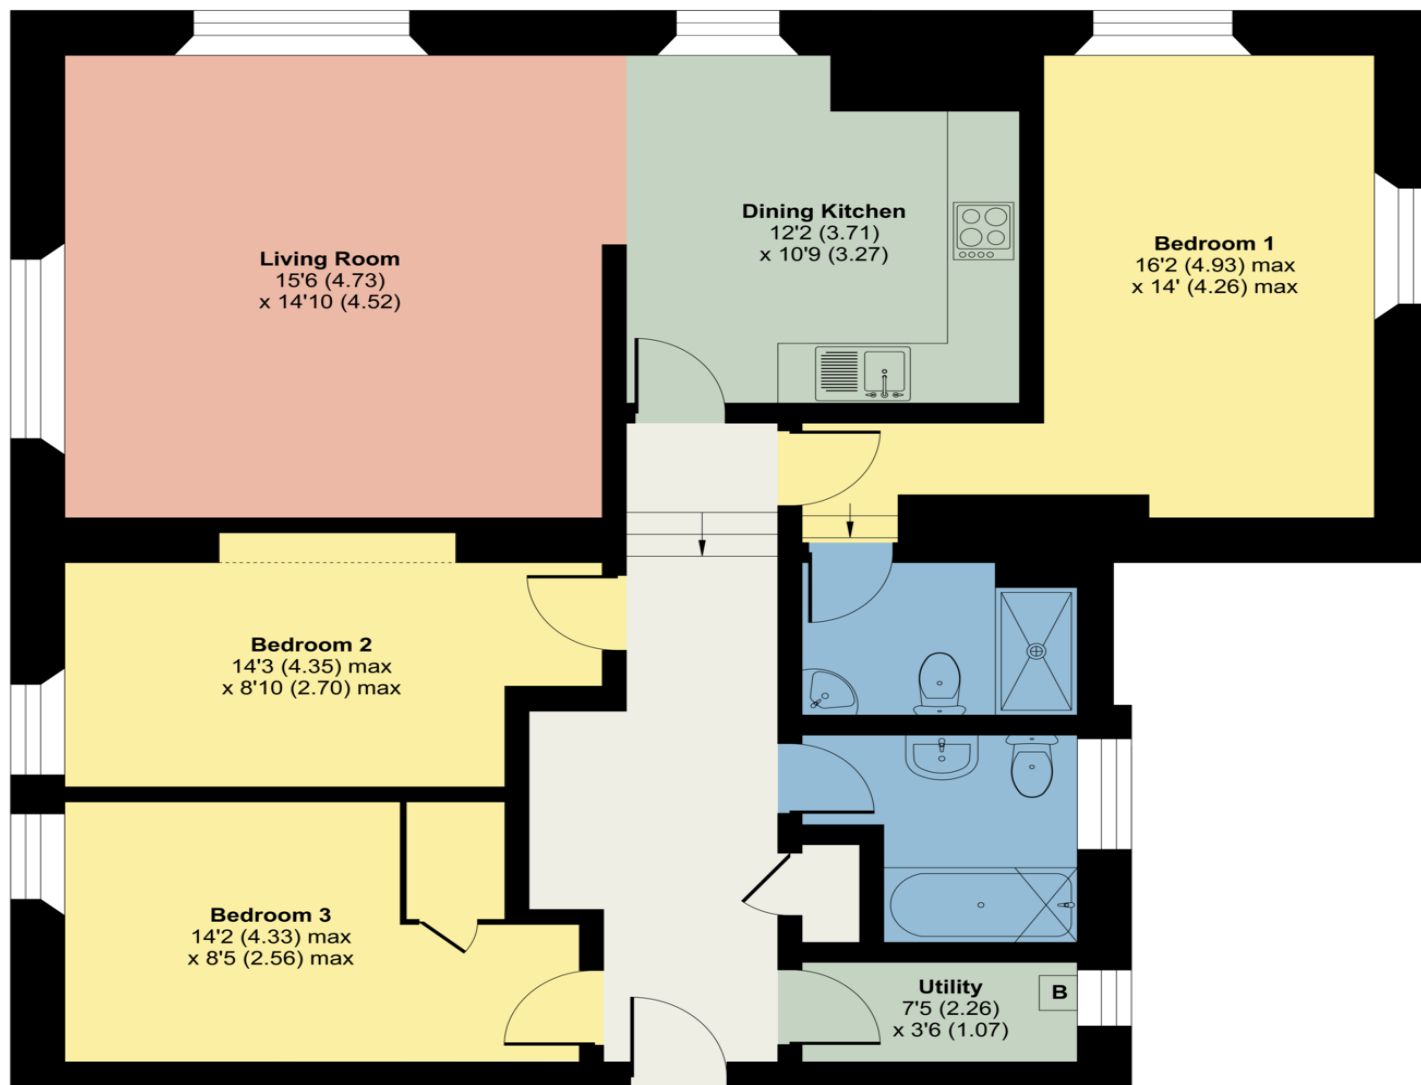 Living Room
15'6 (4.73)
x 14'10 (4.52)
Dining Kitchen
12'2 (3.71)
x 10'9 (3.27)
Bedroom 1
16'2 (4.93) max
x 14' (4.26) max
Bedroom 2
14'3 (4.35) max
x 8'10 (2.70) max
Bedroom 3
14'2 (4.33) max
x 8'5 (2.56) max
Utility
7'5 (2.26)
x 3'6 (1.07)
B